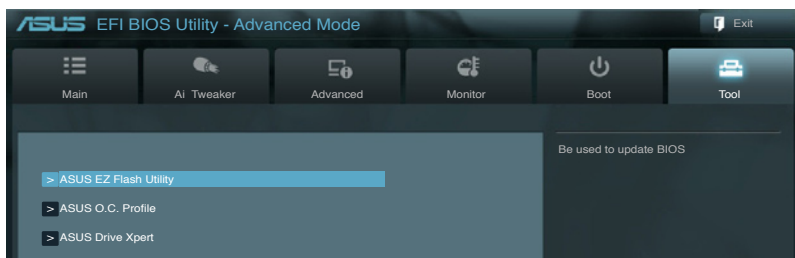 ASUS EFI BIOS Utility - Advanced Mode
Exit
Main
Ai Tweaker
Advanced
Monitor
Boot
Tool
Be used to update BIOS
> ASUS EZ Flash Utility
> ASUS O.C. Profile
> ASUS Drive Xpert